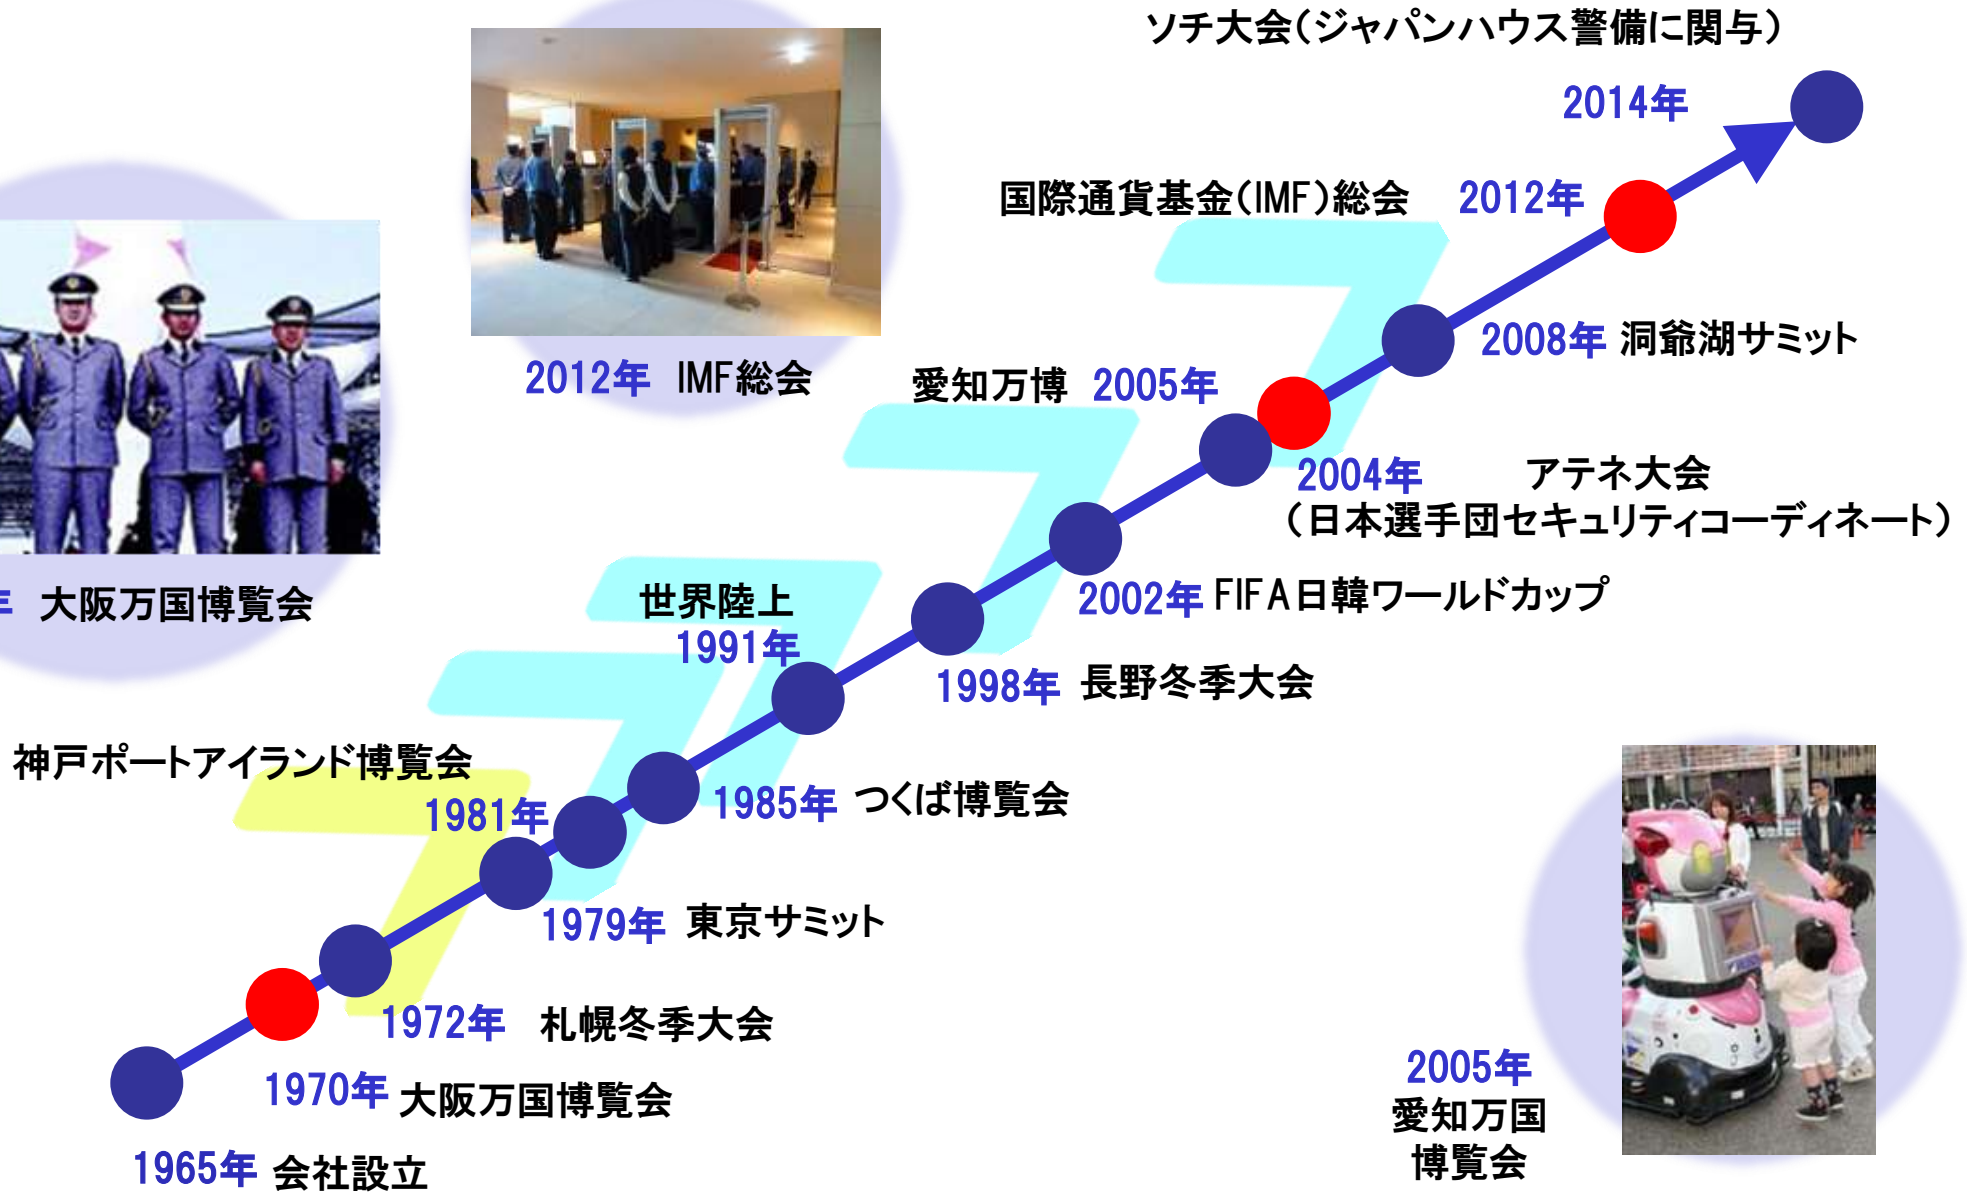 ソチ大会(ジャパンハウス警備に関与)
2014年
国際通貨基金(IMF)総会 2012年
2008年 洞爺湖サミット
2012年 IMF総会
愛知万博 2005年
2004年 アテネ大会
(日本選手団セキュリティコーディネート)
年 大阪万国博覧会
世界陸上
1991年
2002年 FIFA日韓ワールドカップ
1998年 長野冬季大会
神戸ポートアイランド博覧会
1981年
1985年 つくば博覧会
1979年 東京サミット
1972年 札幌冬季大会
1970年 大阪万国博覧会
1965年 会社設立
2005年
愛知万国
博覧会